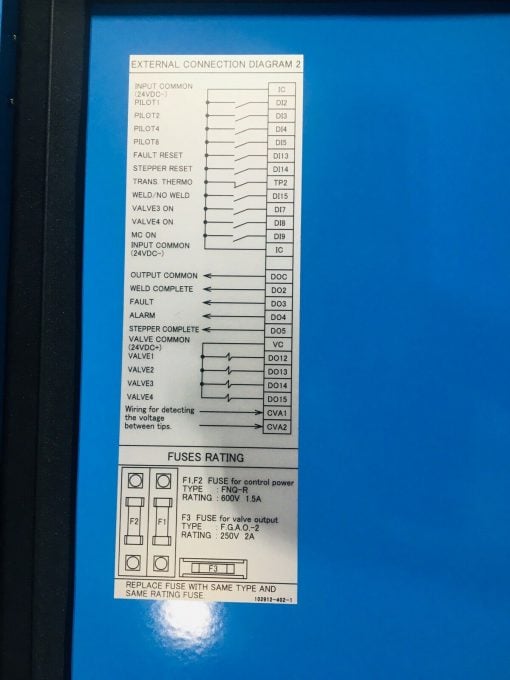 EXTERNAL CONNECTION DIAGRAM 2
INPUT COMMON IC
(24VDC-)
PILOT1 DI2
PILOT2 DI3
PILOT4 DI4
PILOT8 DI5
FAULT RESET DI13
STEPPER RESET DI14
TRANS. THERMO TP2
WELD/NO WELD DI15
VALVE3 ON DI7
VALVE4 ON DI8
MC ON DI9
INPUT COMMON IC
(24VDC-)
OUTPUT COMMON DOC
WELD COMPLETE DO2
FAULT DO3
ALARM DO4
STEPPER COMPLETE DO5
VALVE COMMON VC
(24VDC+)
VALVE1 DO12
VALVE2 DO13
VALVE3 DO14
VALVE4 DO15
Wiring for detecting CVA1
the voltage
between tips. CVA2
FUSES RATING
F1,F2 FUSE for control power
TYPE : FNQ-R
RATING : 600V 1.5A
F2 F1
F3 FUSE for valve output
TYPE : F.G.A.O.-2
RATING : 250V 2A
F3
REPLACE FUSE WITH SAME TYPE AND
SAME RATING FUSE. 102912-402-1